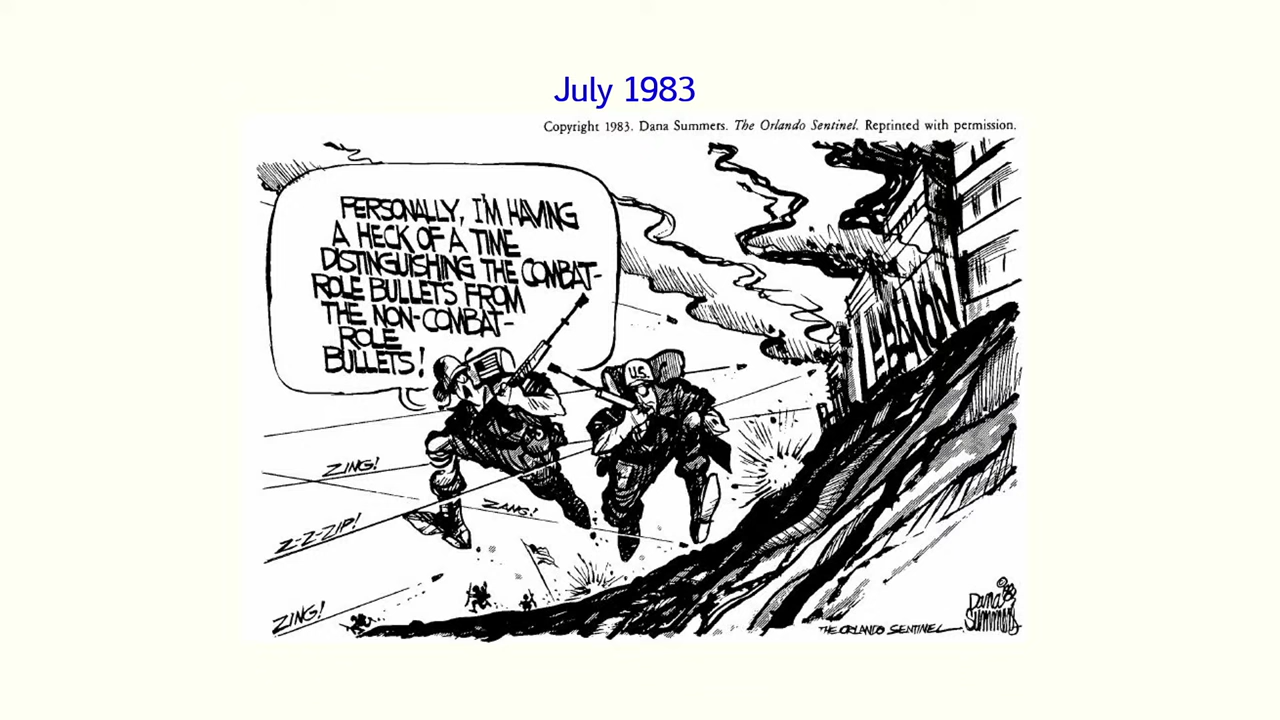 July 1983
Copyright 1983. Dana Summers. The Orlando Sentinel. Reprinted with permission.
PERSONALLY, I'M HAVING
A HECK OF A TIME
DISTINGUISHING THE COMBAT-
ROLE BULLETS FROM
THE NON-COMBAT-
ROLE
BULLETS!
U.S.
LEBANON
ZING!
ZANG!
Z-Z-ZIP!
ZING!
© Dana
Summers
THE ORLANDO SENTINEL